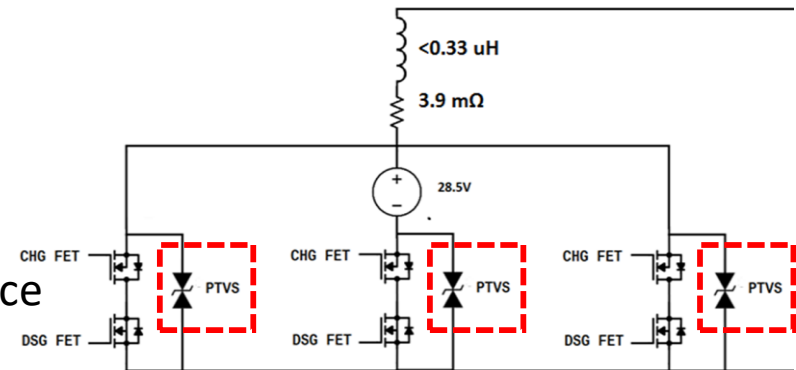 <0.33 uH
3.9 mΩ
+
28.5V
−
CHG FET
PTVS
DSG FET
CHG FET
PTVS
DSG FET
CHG FET
PTVS
DSG FET
ce